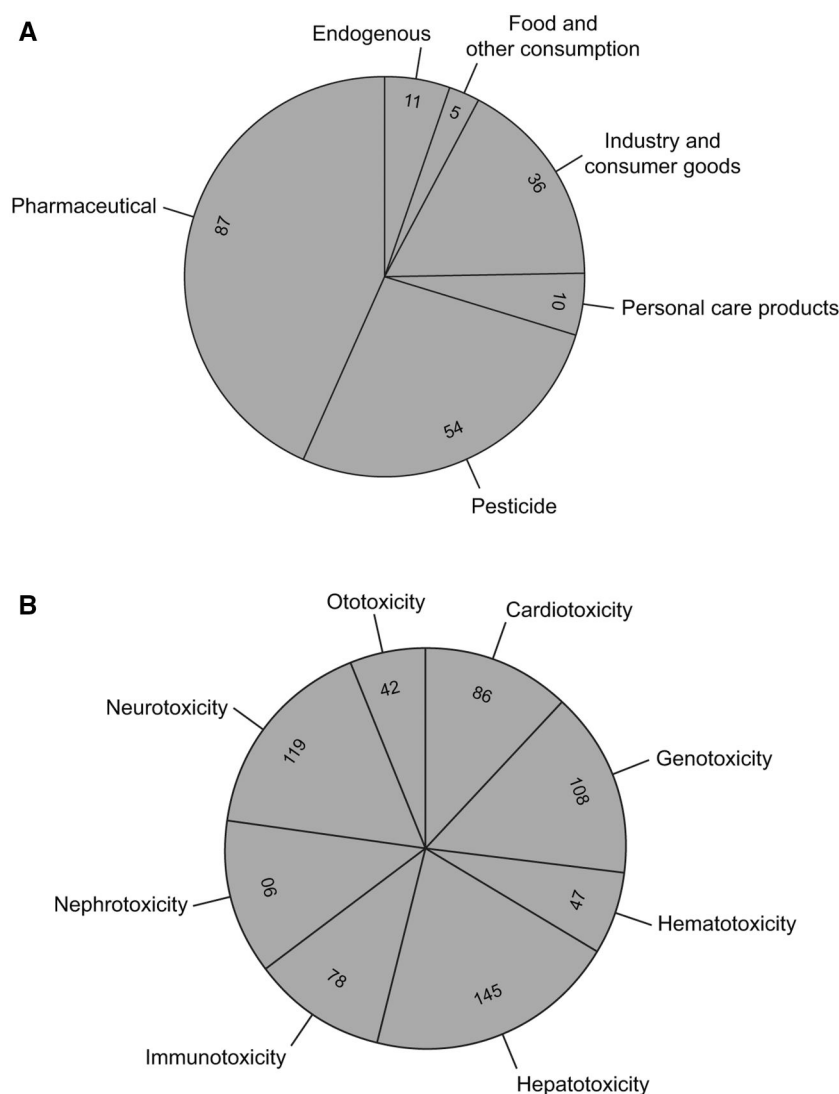 A
Endogenous
Food and
other consumption
11
5
Industry and
consumer goods
36
Pharmaceutical
87
10
Personal care products
54
Pesticide
B
Ototoxicity
Cardiotoxicity
42
86
Neurotoxicity
119
Genotoxicity
108
90
Nephrotoxicity
47
Hematotoxicity
78
145
Immunotoxicity
Hepatotoxicity